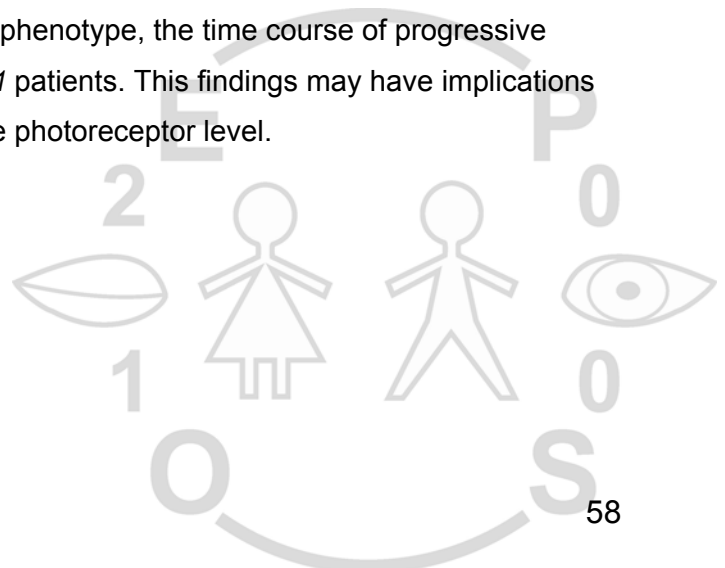 phenotype, the time course of progressive
1 patients. This findings may have implications
e photoreceptor level.
E P
2 0
1 0
O S
58